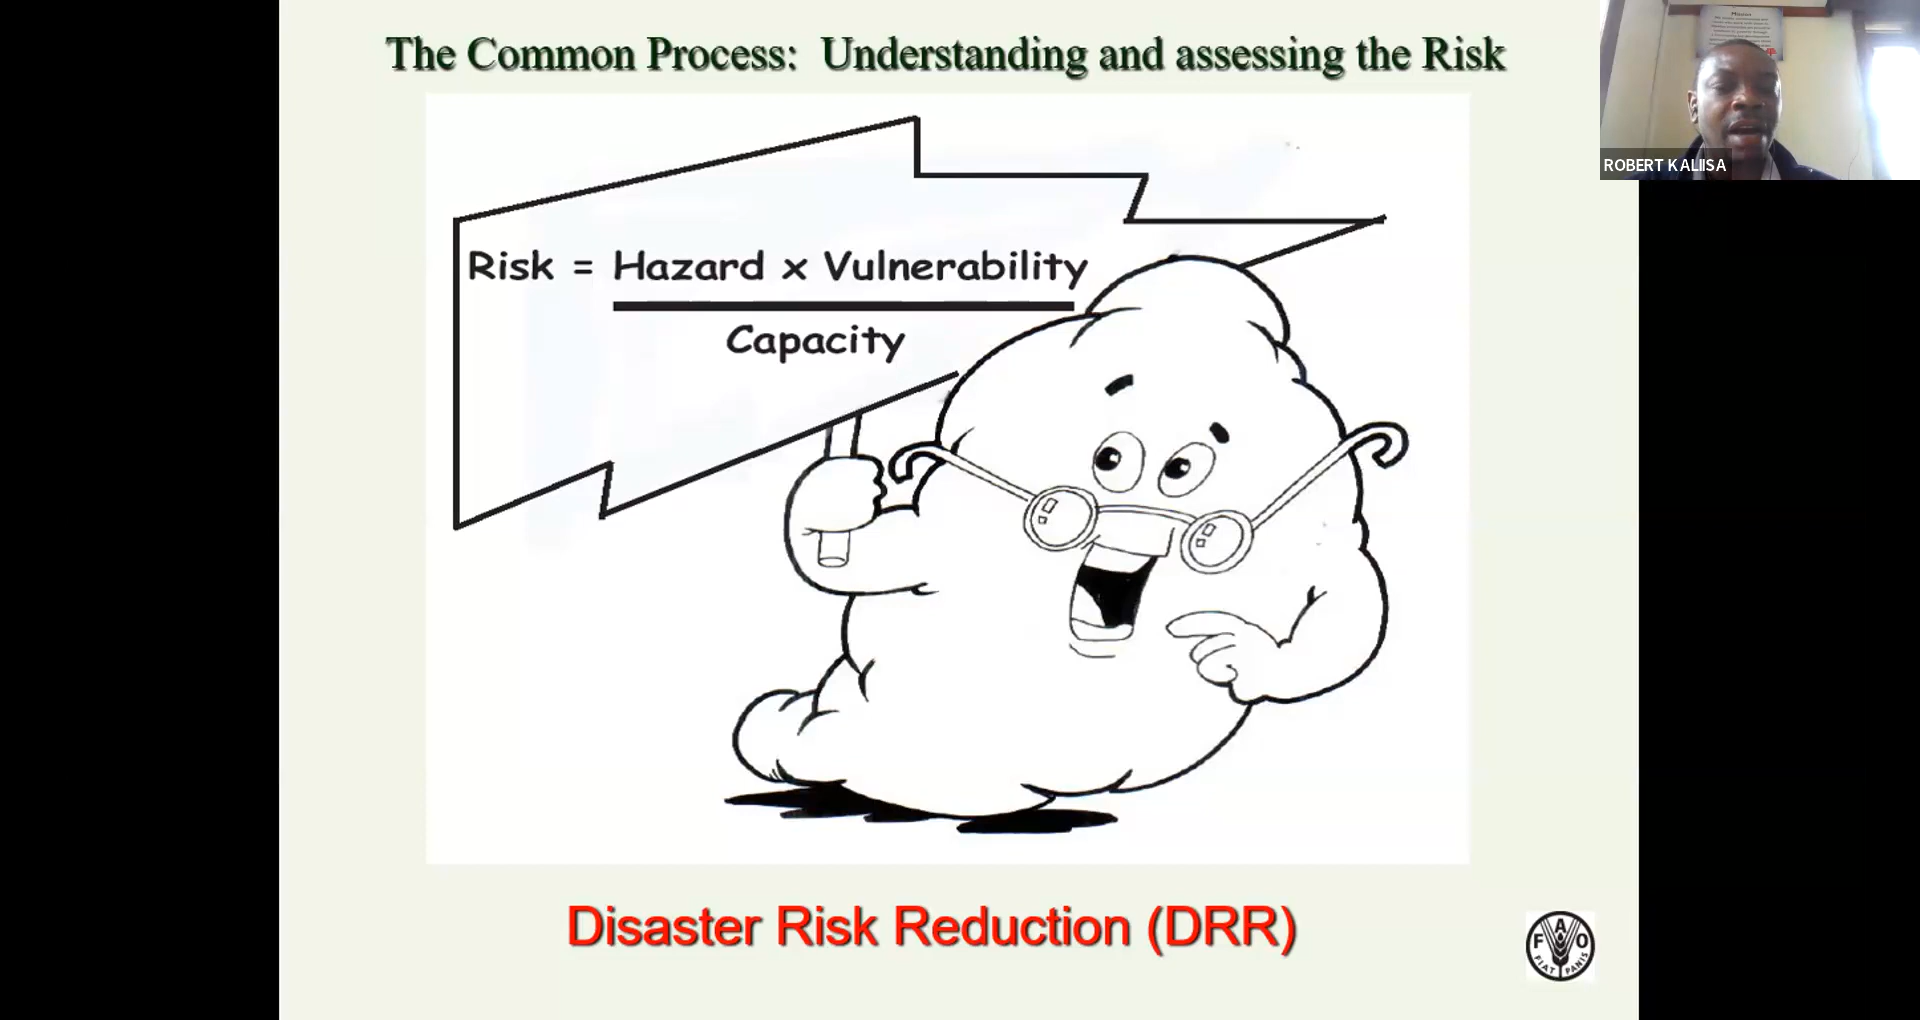 The Common Process: Understanding and assessing the Risk
Risk = Hazard x Vulnerability
Capacity
Disaster Risk Reduction (DRR)
ROBERT KALIISA
FAO
FIAT PANIS